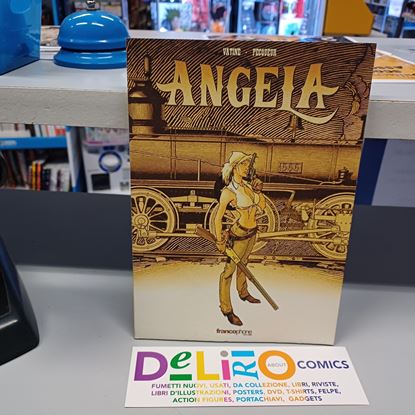 VATINE PECQUEUR
ANGELA
francophone
DeLiRiO ABOUT COMICS
FUMETTI NUOVI, USATI, DA COLLEZIONE, LIBRI, RIVISTE,
LIBRI D'ILLUSTRAZIONI, POSTERS, DVD, T-SHIRTS, FELPE,
ACTION FIGURES, PORTACHIAVI, GADGETS